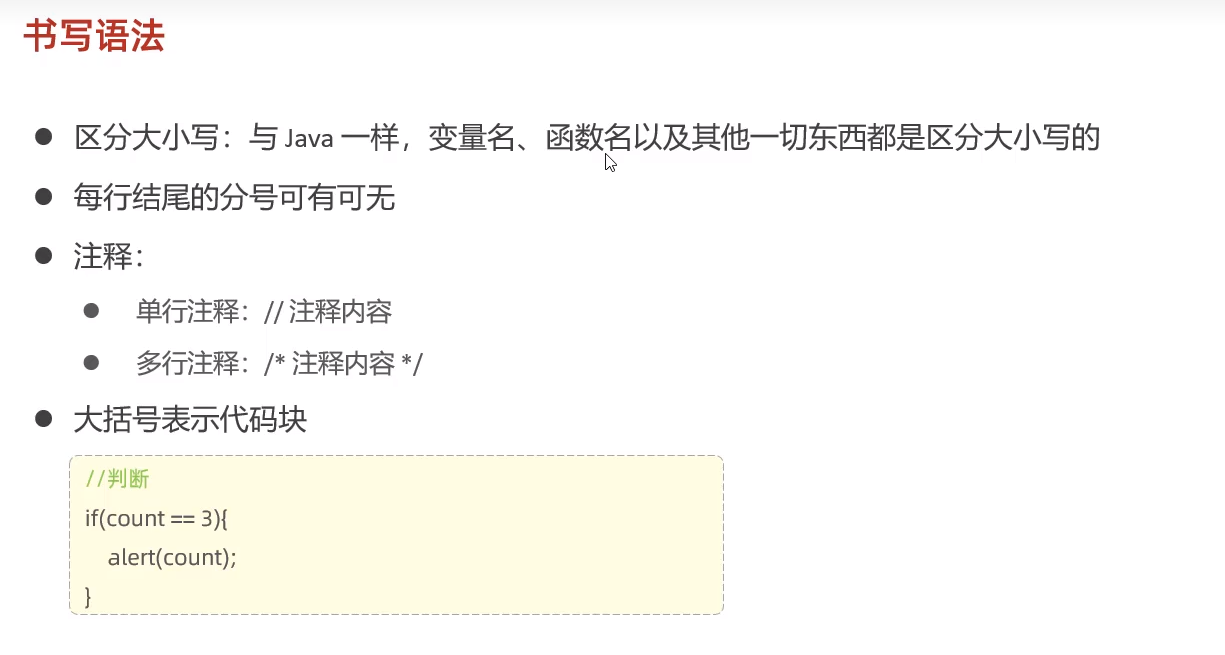 书写语法
区分大小写：与 Java 一样，变量名、函数名以及其他一切东西都是区分大小写的
每行结尾的分号可有可无
注释：
单行注释：// 注释内容
多行注释：/* 注释内容 */
大括号表示代码块
//判断
if(count == 3){
alert(count);
}